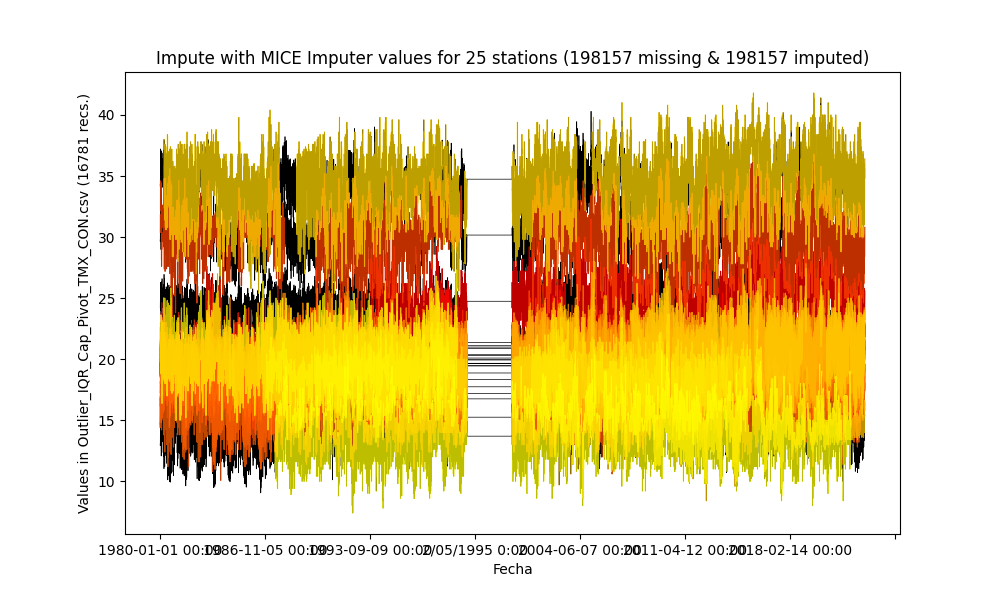 Impute with MICE Imputer values for 25 stations (198157 missing & 198157 imputed)
Values in Outlier_IQR_Cap_Pivot_TMX_CON.csv (16781 recs.)
40
35
30
25
20
15
10
1980-01-01 00:00 1986-11-05 00:00 1993-09-09 00:00 2/05/1995 0:00 2004-06-07 00:00 2011-04-12 00:00 2018-02-14 00:00
Fecha